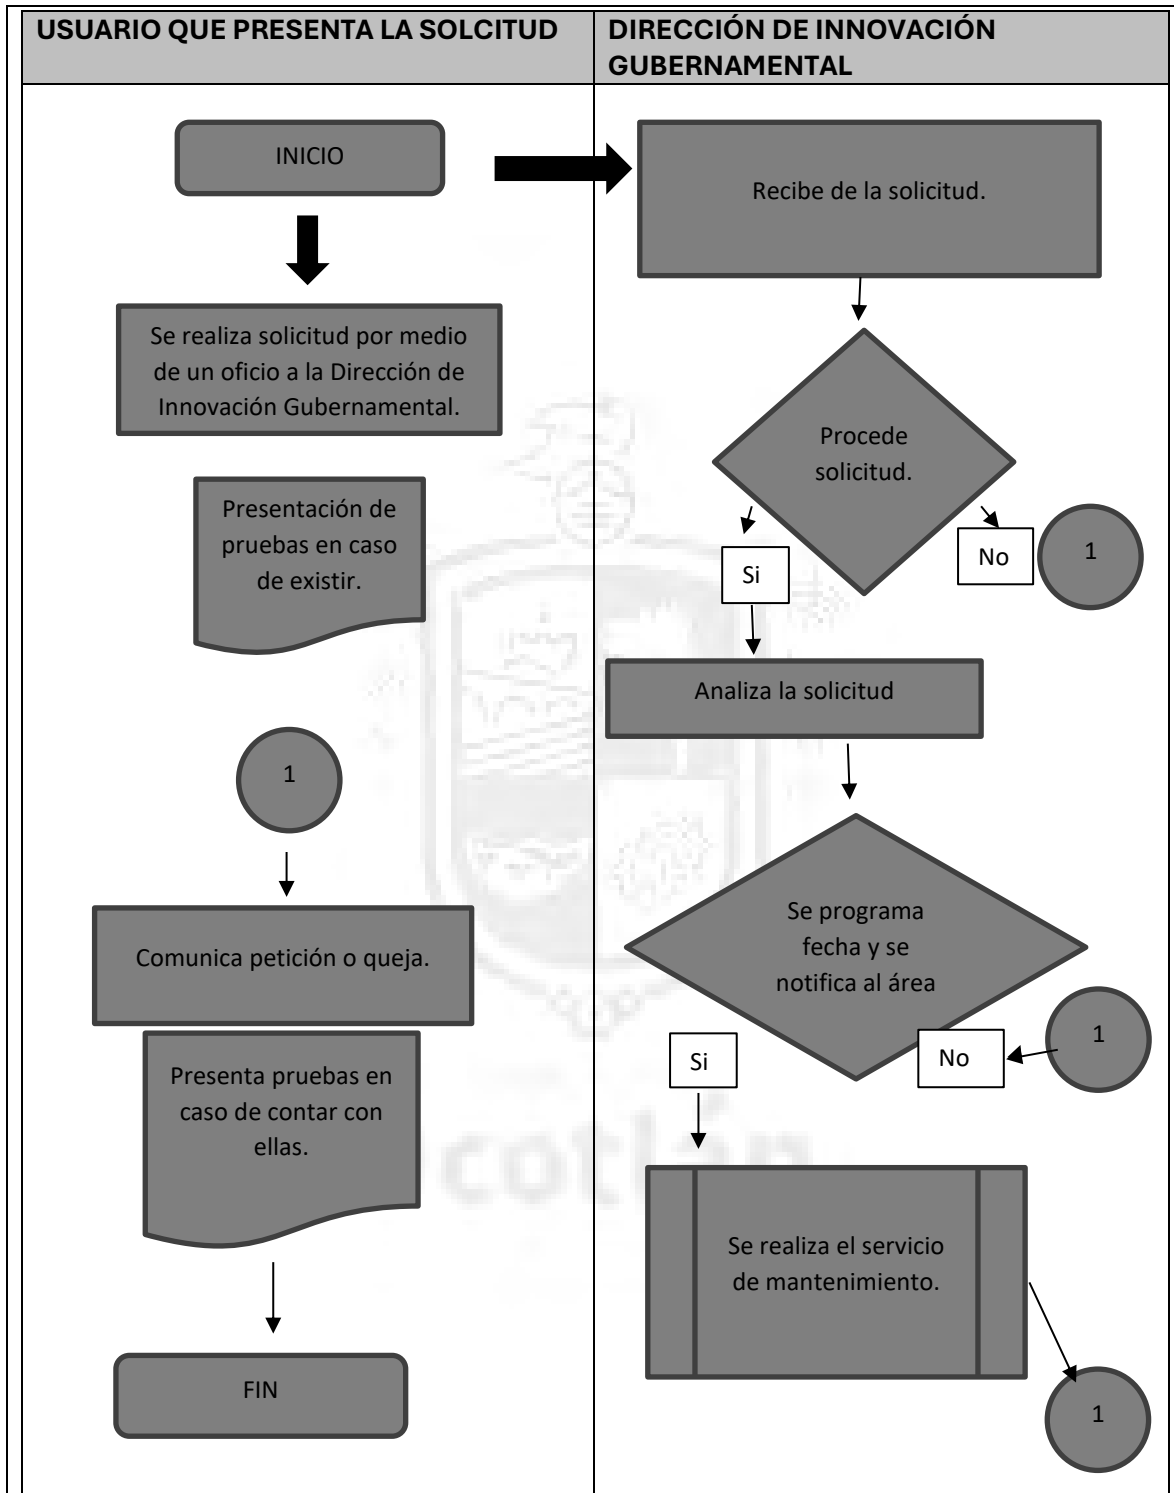 USUARIO QUE PRESENTA LA SOLCITUD
DIRECCIÓN DE INNOVACIÓN
GUBERNAMENTAL
INICIO
Se realiza solicitud por medio
de un oficio a la Dirección de
Innovación Gubernamental.
Presentación de
pruebas en caso
de existir.
1
Comunica petición o queja.
Presenta pruebas en
caso de contar con
ellas.
FIN
Recibe de la solicitud.
Procede
solicitud.
Si
No
1
Analiza la solicitud
Se programa
fecha y se
notifica al área
Si
No
1
Se realiza el servicio
de mantenimiento.
1
cotlán